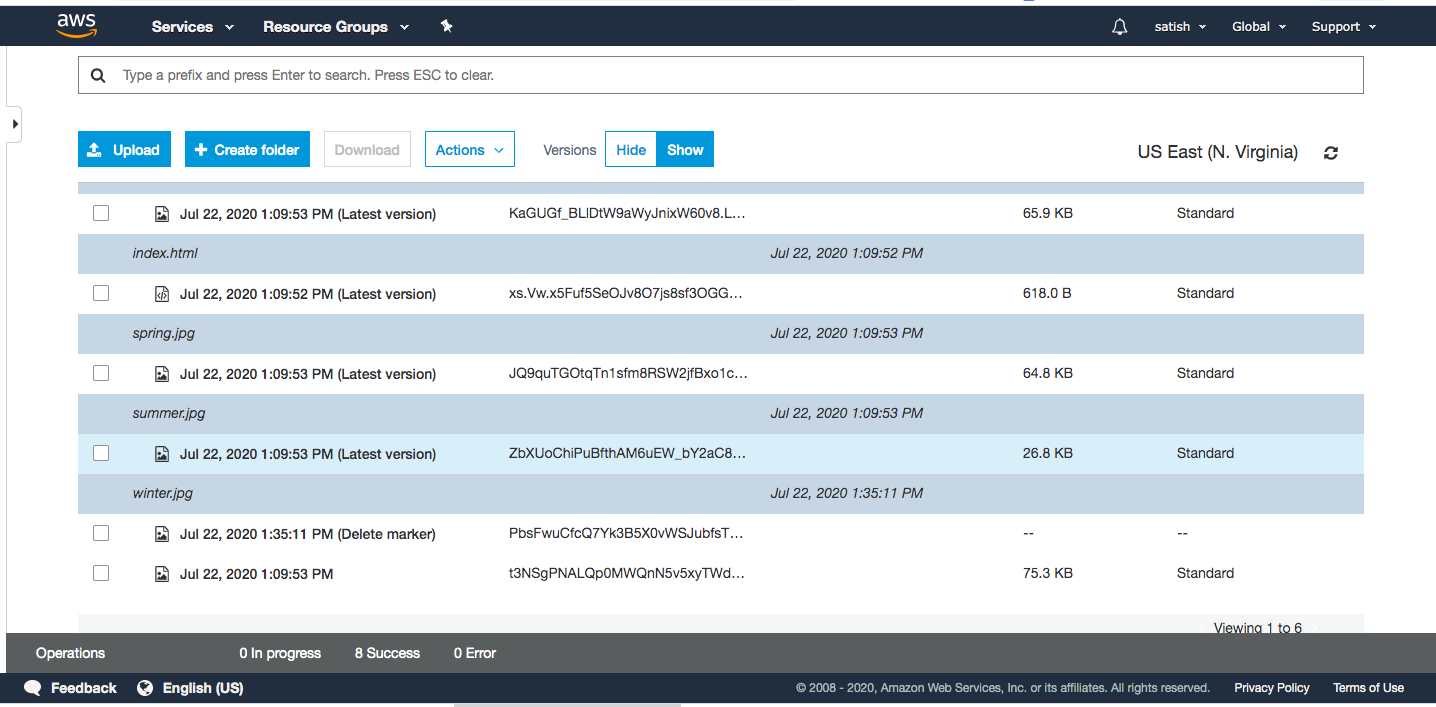 aws Services Resource Groups satish Global Support
Type a prefix and press Enter to search. Press ESC to clear.
Upload Create folder Download Actions Versions Hide Show US East (N. Virginia)
Jul 22, 2020 1:09:53 PM (Latest version) KaGUGf_BLlDtW9aWyJnixW60v8.L... 65.9 KB Standard
index.html Jul 22, 2020 1:09:52 PM
Jul 22, 2020 1:09:52 PM (Latest version) xs.Vw.x5Fuf5SeOJv8O7js8sf3OGG... 618.0 B Standard
spring.jpg Jul 22, 2020 1:09:53 PM
Jul 22, 2020 1:09:53 PM (Latest version) JQ9quTGOtqTn1sfm8RSW2jfBxo1c... 64.8 KB Standard
summer.jpg Jul 22, 2020 1:09:53 PM
Jul 22, 2020 1:09:53 PM (Latest version) ZbXUoChiPuBfthAM6uEW_bY2aC8... 26.8 KB Standard
winter.jpg Jul 22, 2020 1:35:11 PM
Jul 22, 2020 1:35:11 PM (Delete marker) PbsFwuCfcQ7Yk3B5X0vWSJubfsT... -- --
Jul 22, 2020 1:09:53 PM t3NSgPNALQp0MWQnN5v5xyTWd... 75.3 KB Standard
Viewing 1 to 6
Operations 0 In progress 8 Success 0 Error
Feedback English (US) © 2008 - 2020, Amazon Web Services, Inc. or its affiliates. All rights reserved. Privacy Policy Terms of Use